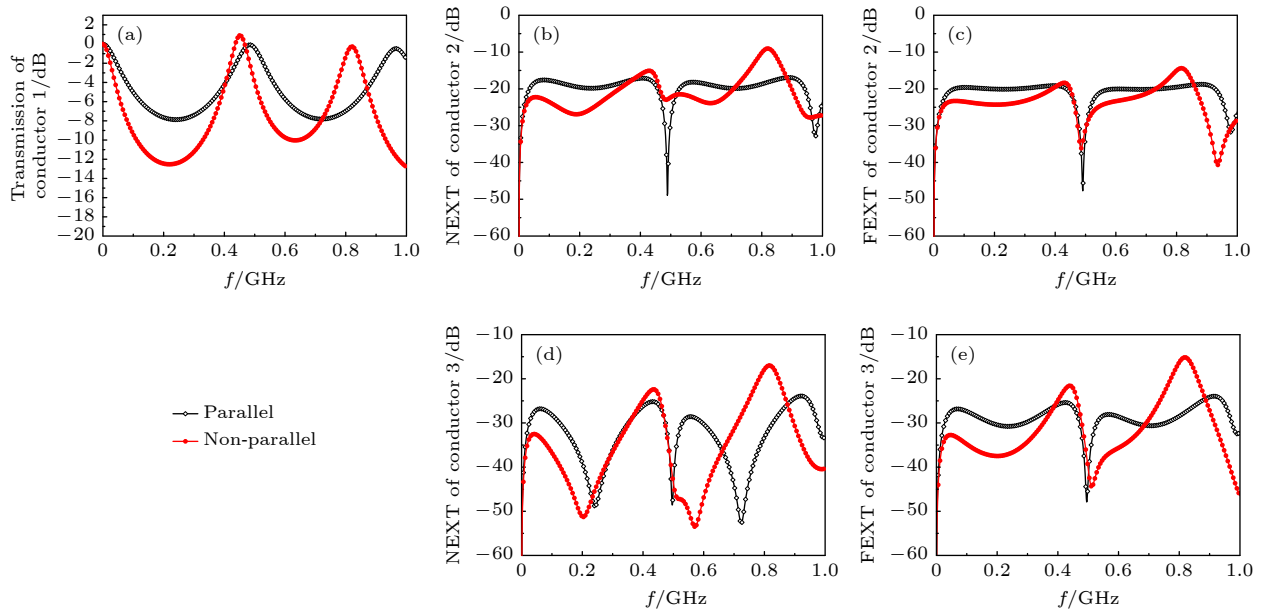 (a)
Transmission of
conductor 1/dB
2
0
−2
−4
−6
−8
−10
−12
−14
−16
−18
−20
0 0.2 0.4 0.6 0.8 1.0
f/GHz
(b)
NEXT of conductor 2/dB
0
−10
−20
−30
−40
−50
−60
0 0.2 0.4 0.6 0.8 1.0
f/GHz
(c)
FEXT of conductor 2/dB
0
−10
−20
−30
−40
−50
−60
0 0.2 0.4 0.6 0.8 1.0
f/GHz
Parallel
Non-parallel
(d)
NEXT of conductor 3/dB
−10
−20
−30
−40
−50
−60
0 0.2 0.4 0.6 0.8 1.0
f/GHz
(e)
FEXT of conductor 3/dB
−10
−20
−30
−40
−50
−60
0 0.2 0.4 0.6 0.8 1.0
f/GHz